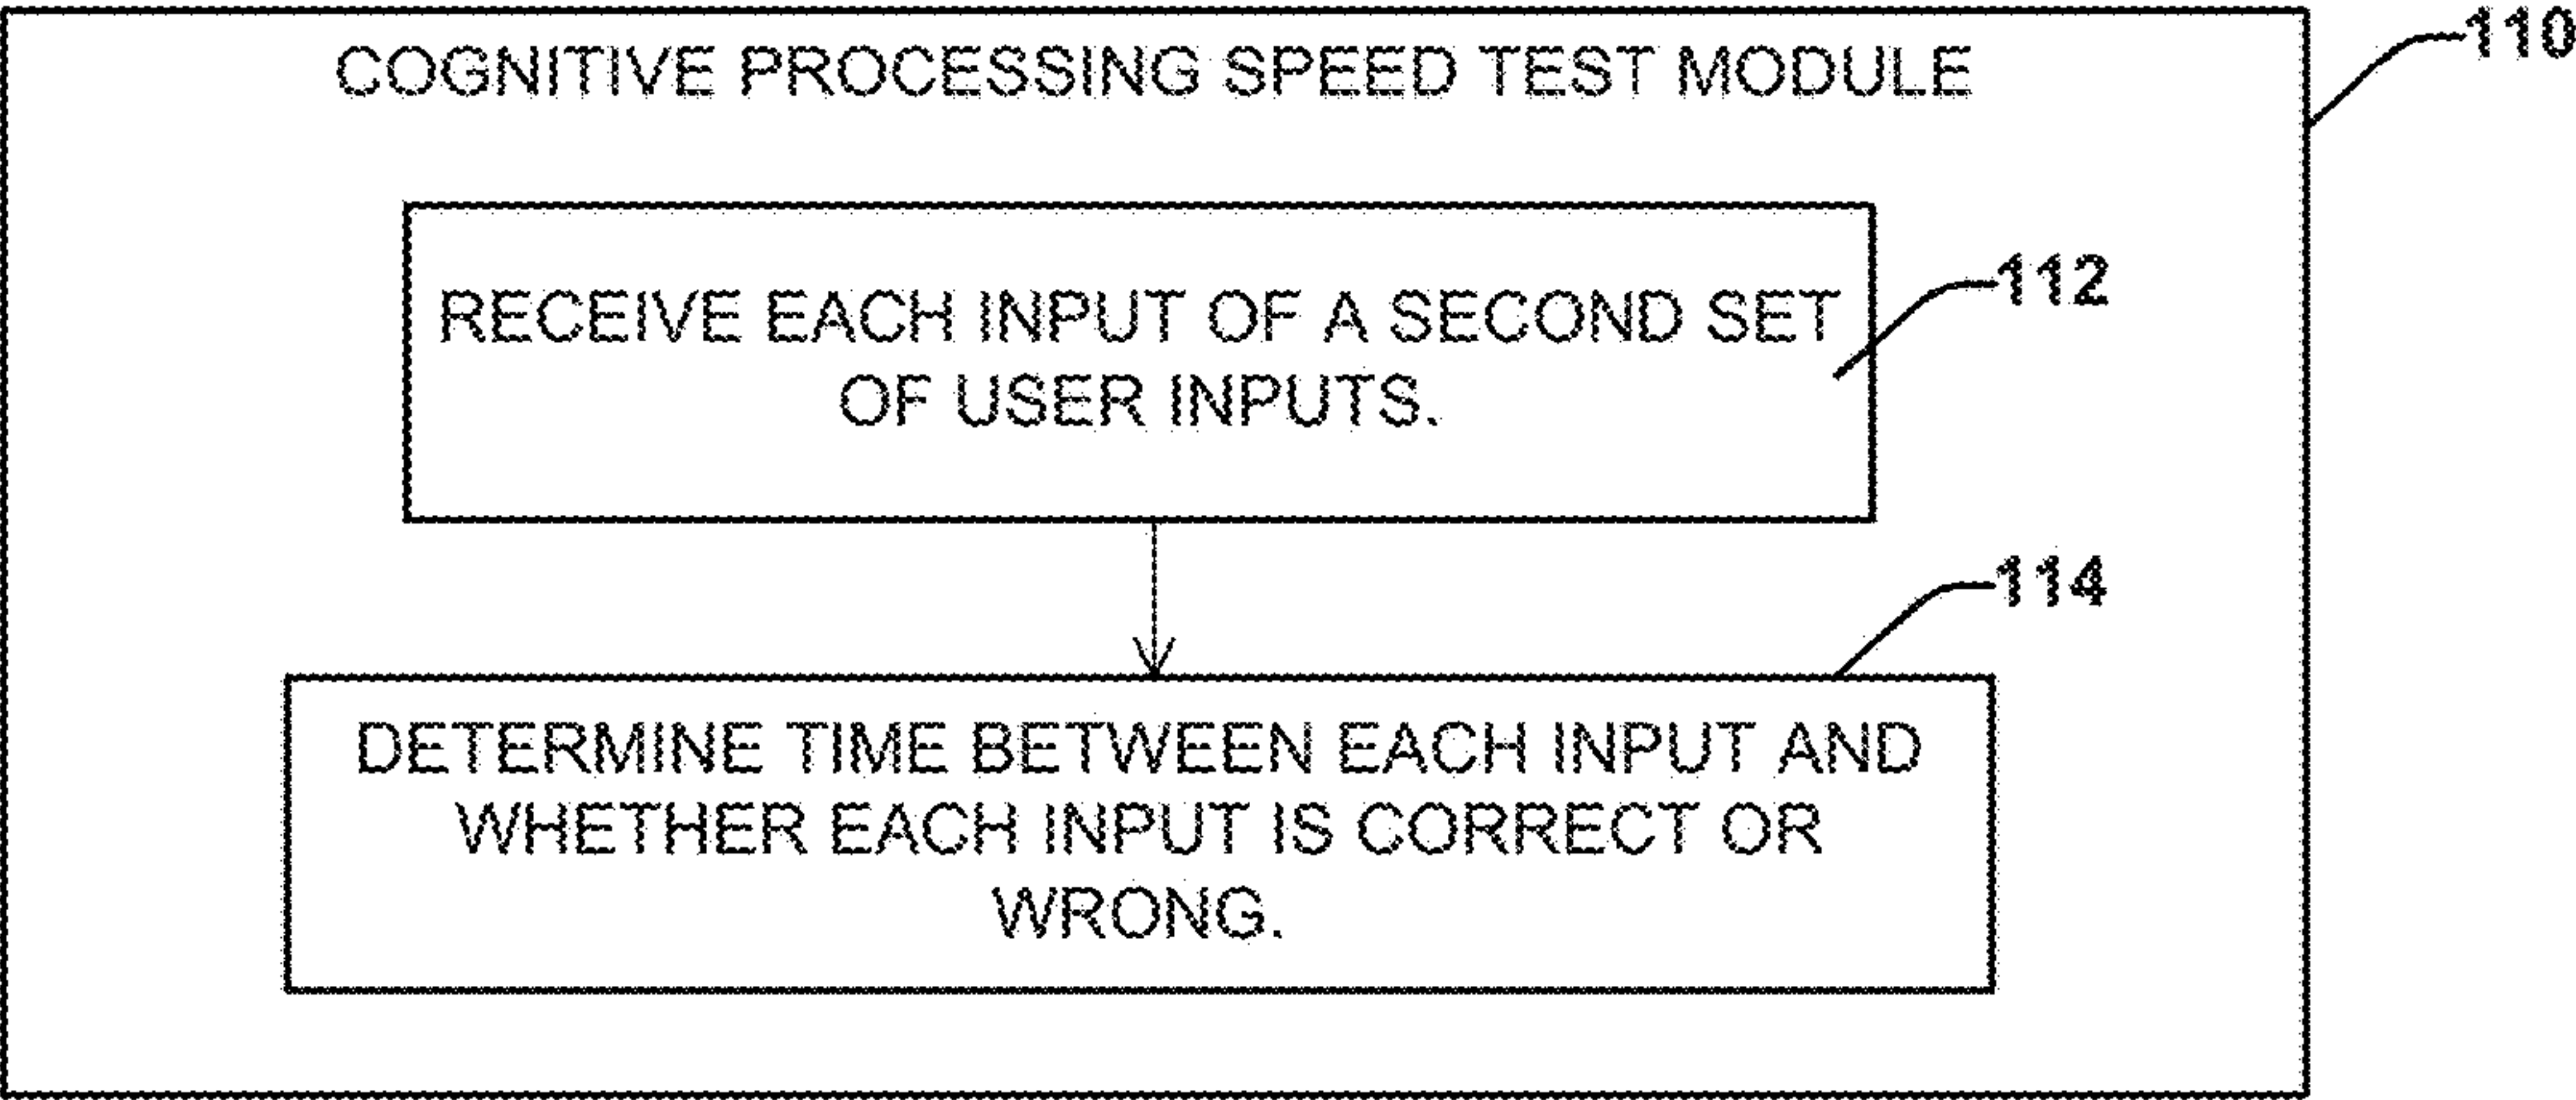 110
COGNITIVE PROCESSING SPEED TEST MODULE
112
RECEIVE EACH INPUT OF A SECOND SET
OF USER INPUTS.
114
DETERMINE TIME BETWEEN EACH INPUT AND
WHETHER EACH INPUT IS CORRECT OR
WRONG.